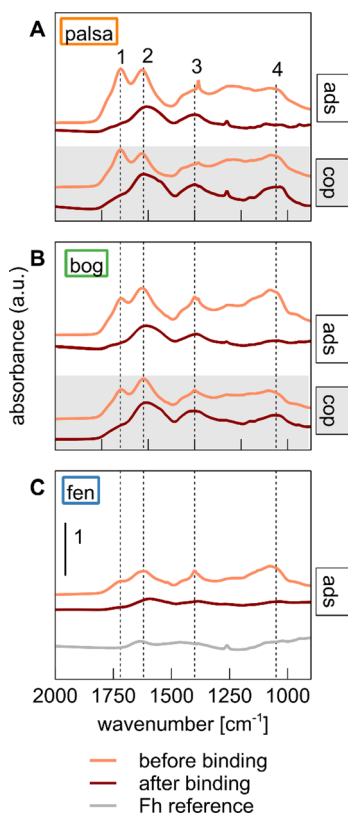 A
palsa
1 2 3 4
ads
cop
B
bog
ads
cop
C
fen
1
ads
absorbance (a.u.)
2000 1750 1500 1250 1000
wavenumber [cm⁻¹]
before binding
after binding
Fh reference